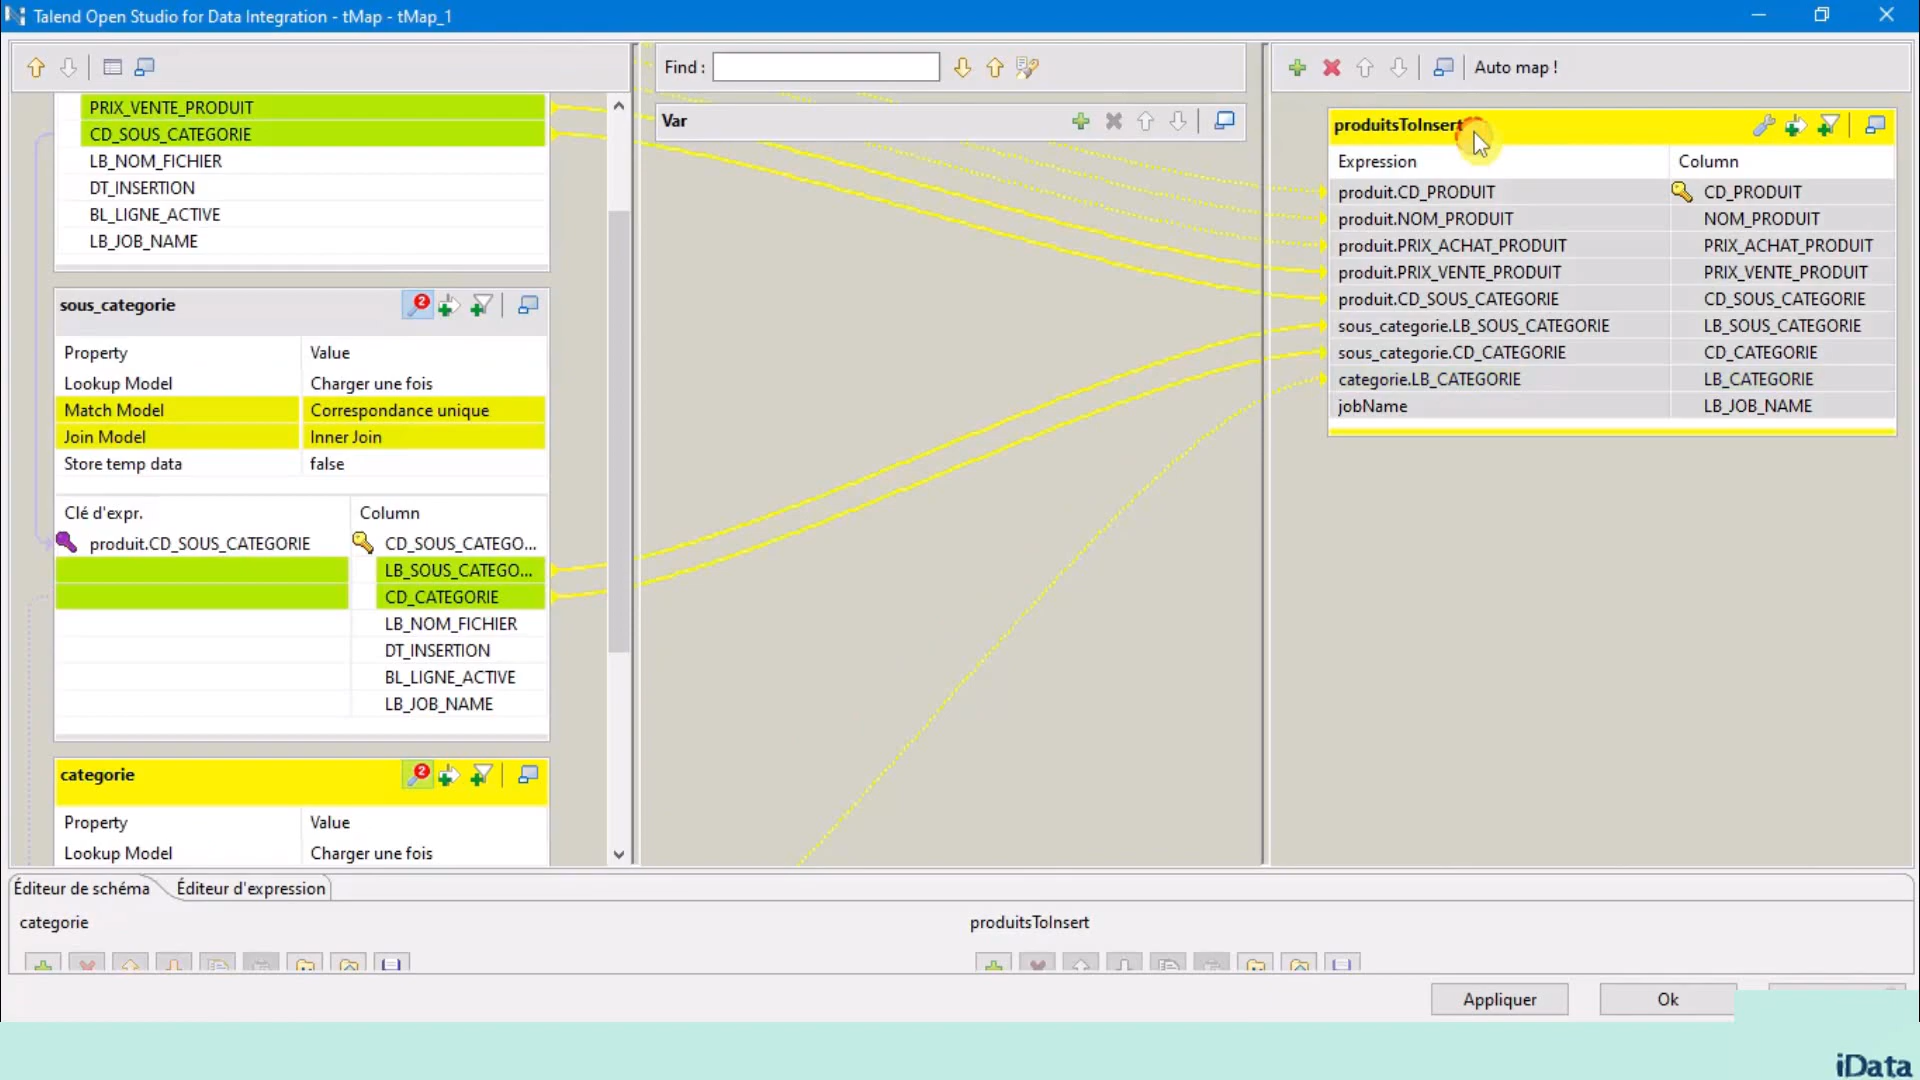 Talend Open Studio for Data Integration - tMap - tMap_1
Find :
Auto map !
PRIX_VENTE_PRODUIT
CD_SOUS_CATEGORIE
LB_NOM_FICHIER
DT_INSERTION
BL_LIGNE_ACTIVE
LB_JOB_NAME
sous_categorie
2
Property Value
Lookup Model Charger une fois
Match Model Correspondance unique
Join Model Inner Join
Store temp data false
Clé d'expr. Column
produit.CD_SOUS_CATEGORIE CD_SOUS_CATEGO...
LB_SOUS_CATEGO...
CD_CATEGORIE
LB_NOM_FICHIER
DT_INSERTION
BL_LIGNE_ACTIVE
LB_JOB_NAME
categorie
2
Property Value
Lookup Model Charger une fois
Var
produitsToInsert
Expression Column
produit.CD_PRODUIT CD_PRODUIT
produit.NOM_PRODUIT NOM_PRODUIT
produit.PRIX_ACHAT_PRODUIT PRIX_ACHAT_PRODUIT
produit.PRIX_VENTE_PRODUIT PRIX_VENTE_PRODUIT
produit.CD_SOUS_CATEGORIE CD_SOUS_CATEGORIE
sous_categorie.LB_SOUS_CATEGORIE LB_SOUS_CATEGORIE
sous_categorie.CD_CATEGORIE CD_CATEGORIE
categorie.LB_CATEGORIE LB_CATEGORIE
jobName LB_JOB_NAME
Éditeur de schéma Éditeur d'expression
categorie produitsToInsert
Appliquer Ok
iData